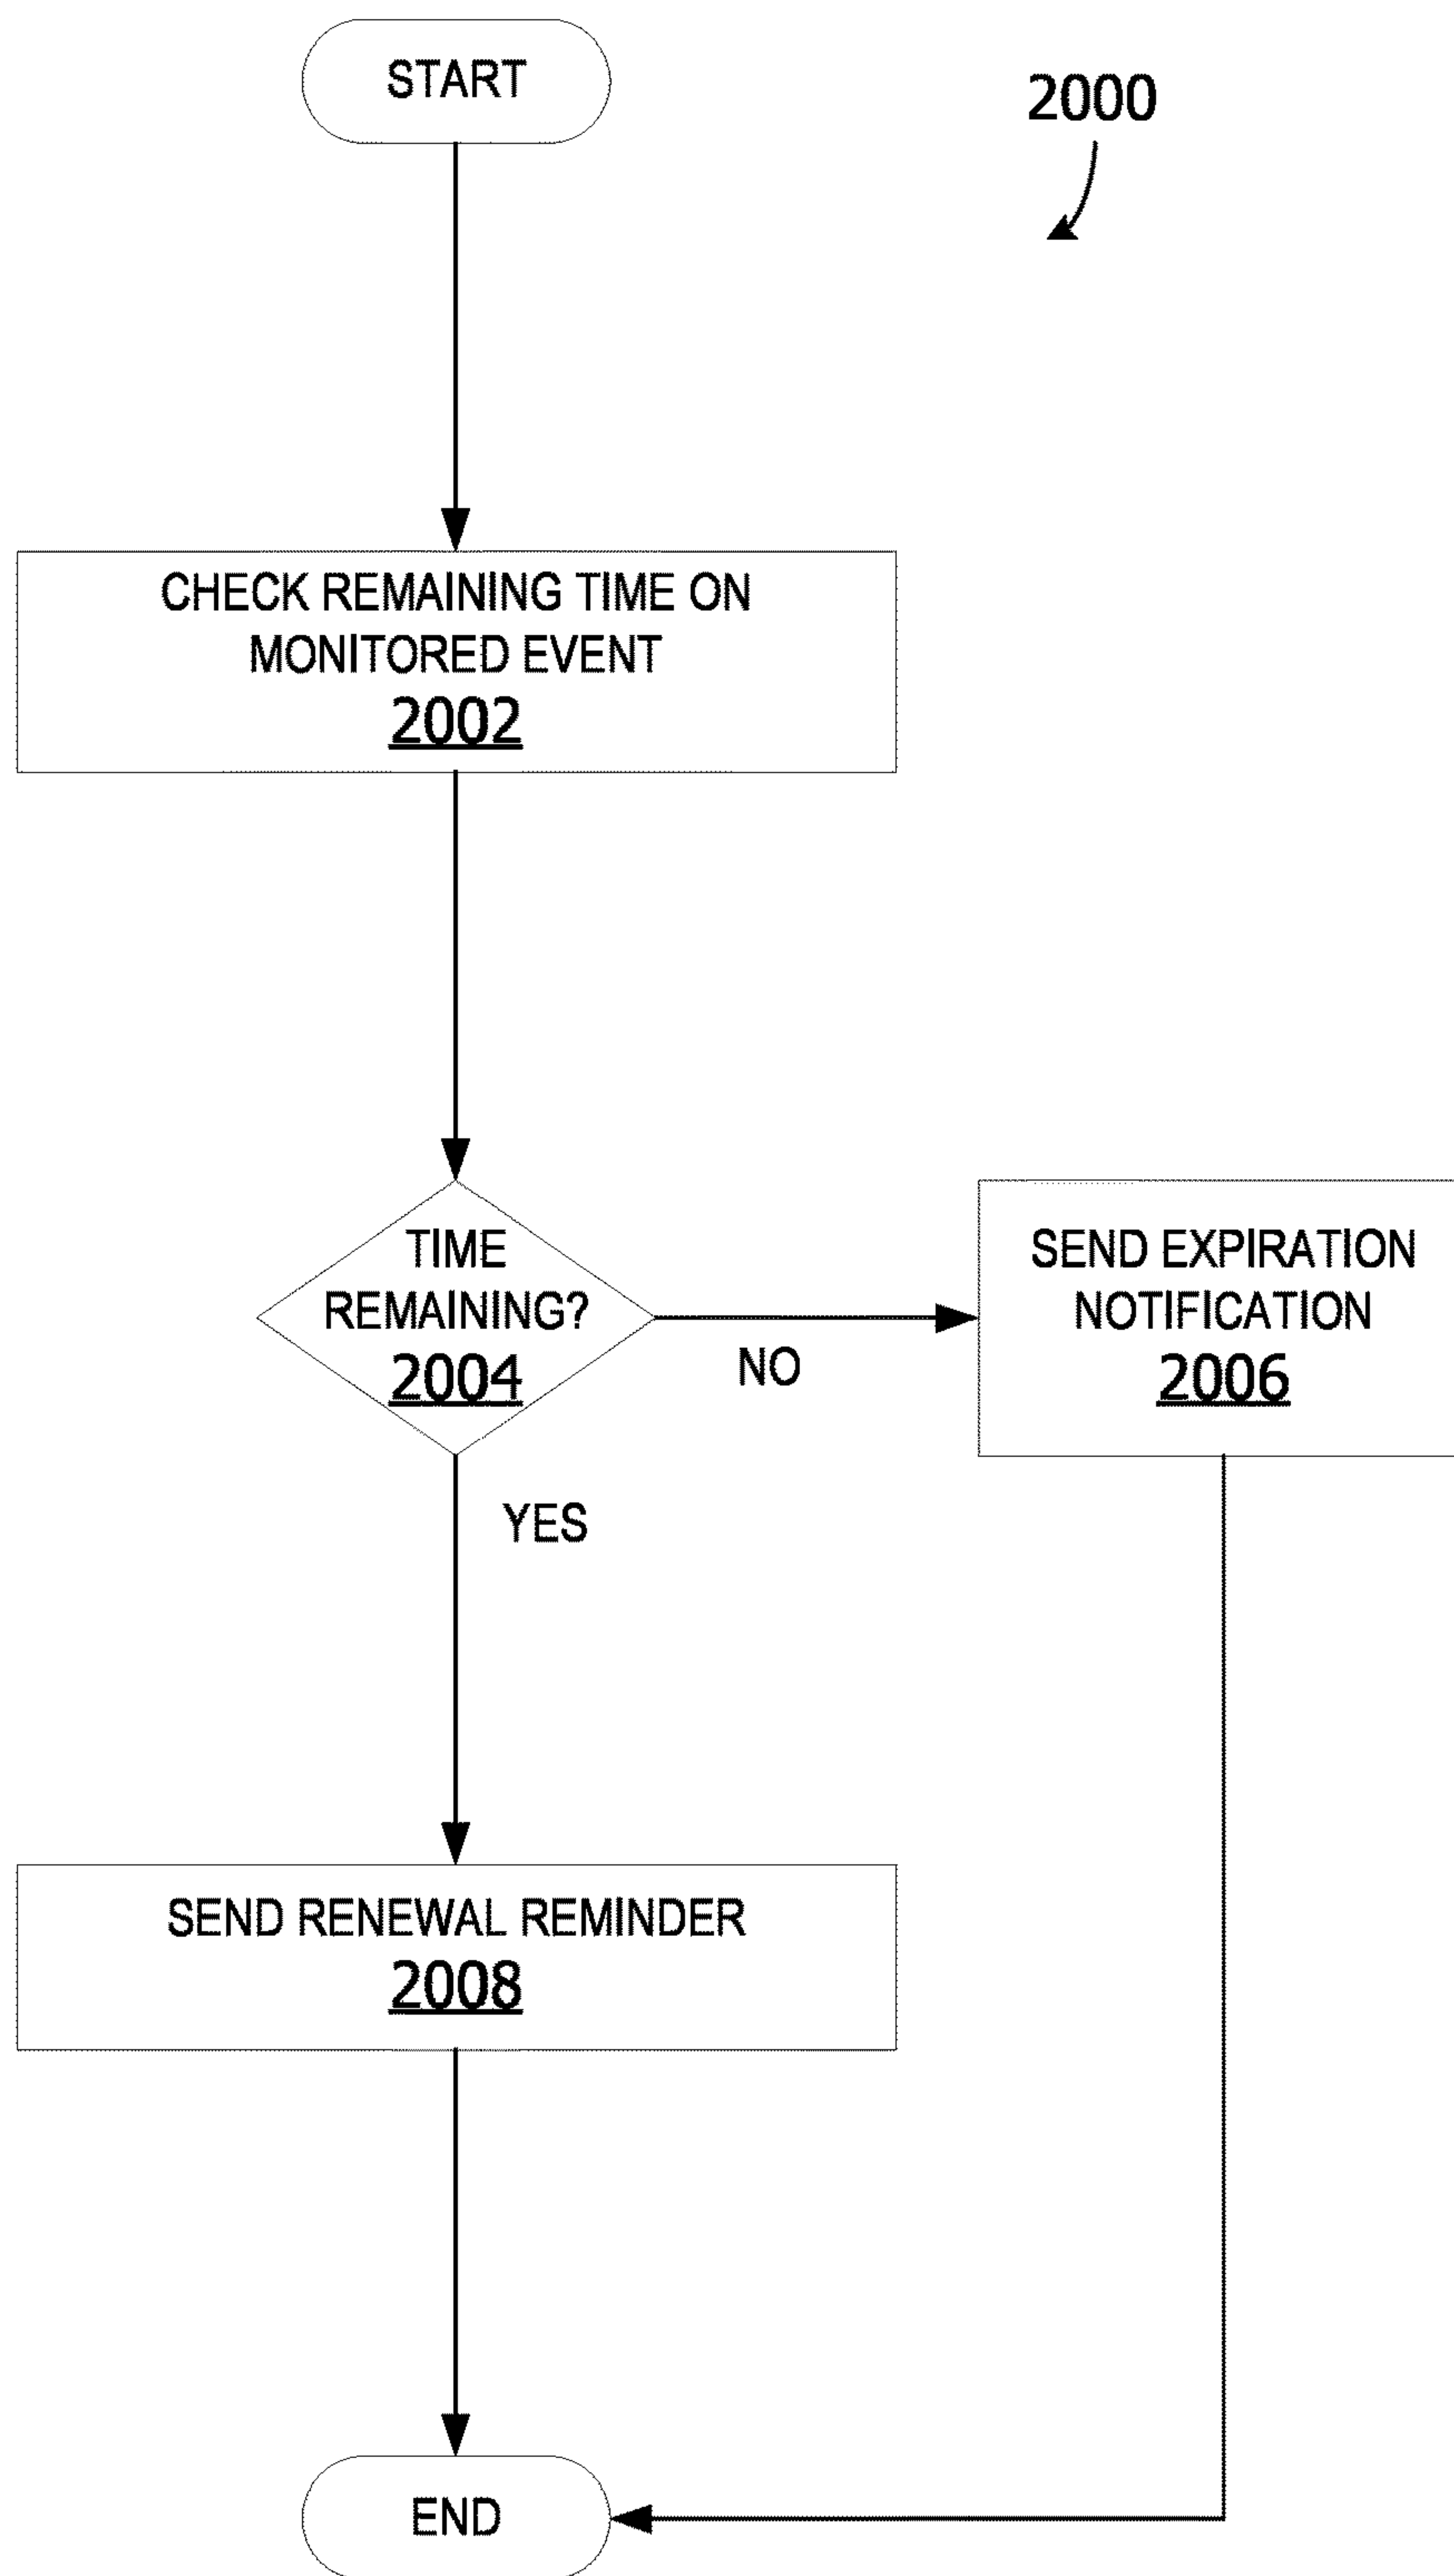 START
2000
CHECK REMAINING TIME ON
MONITORED EVENT
2002
TIME
REMAINING?
2004
NO
SEND EXPIRATION
NOTIFICATION
2006
YES
SEND RENEWAL REMINDER
2008
END